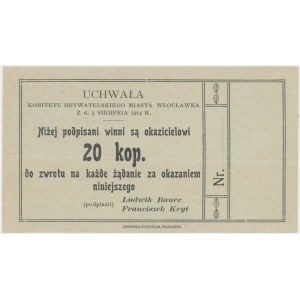 UCHWAŁA
KOMITETU OBYWATELSKIEGO MIASTA WŁOCŁAWKA
Z d. 3 SIERPNIA 1914 R.
Niżej podpisani winni są okazicielowi
20 kop.
do zwrotu na każde żądanie za okazaniem
niniejszego
(podpisali) Ludwik Bauer
Franciszek Kryt
Nr.